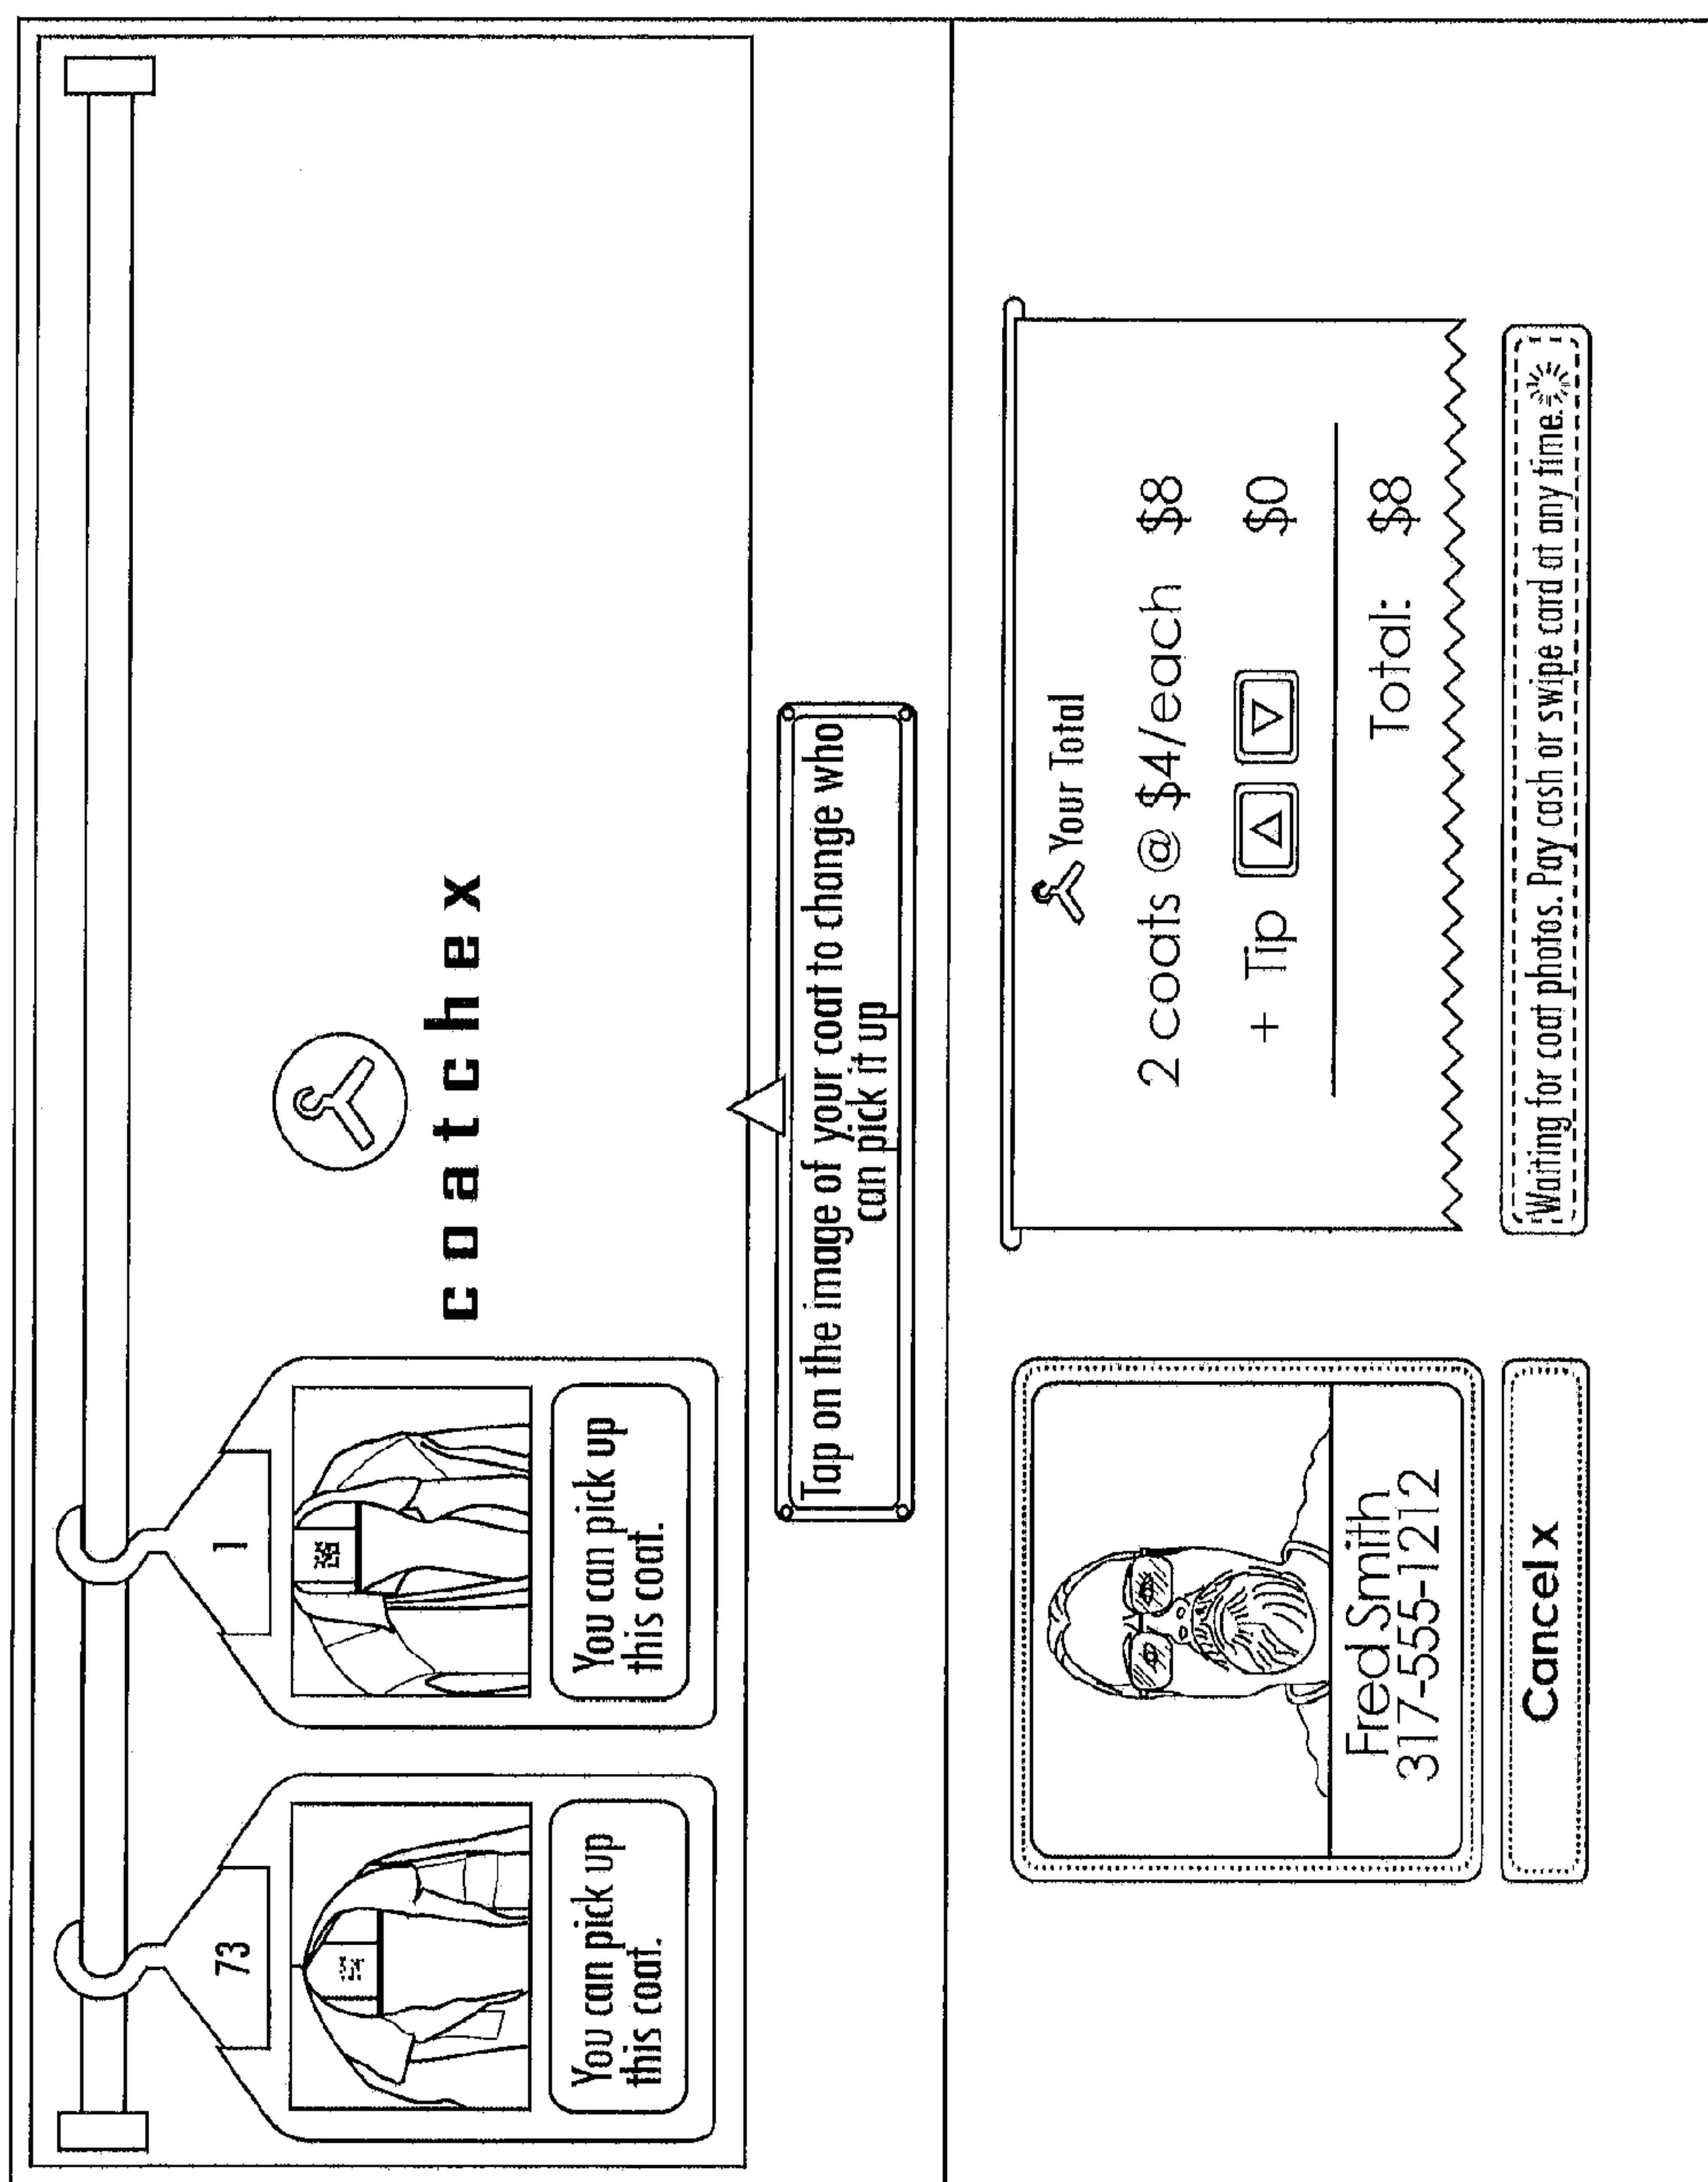 73
You can pick up
this coat.
1
You can pick up
this coat.
coatchex
Tap on the image of your coat to change who
can pick it up
Fred Smith
317-555-1212
Cancel x
Your Total
2 coats @ $4/each $8
+ Tip $0
Total: $8
Waiting for coat photos. Pay cash or swipe card at any time.